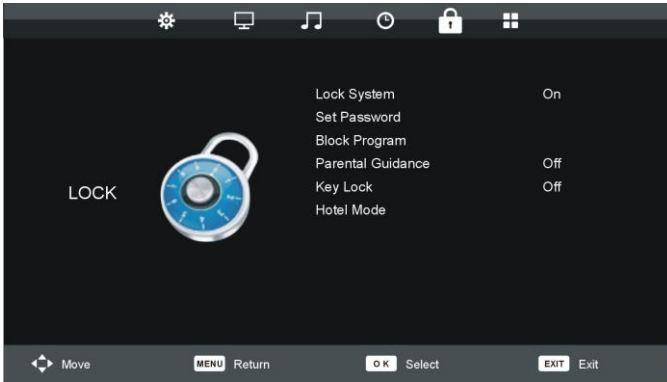 Lock System On
Set Password
Block Program
Parental Guidance Off
Key Lock Off
Hotel Mode
LOCK
Move MENU Return OK Select EXIT Exit